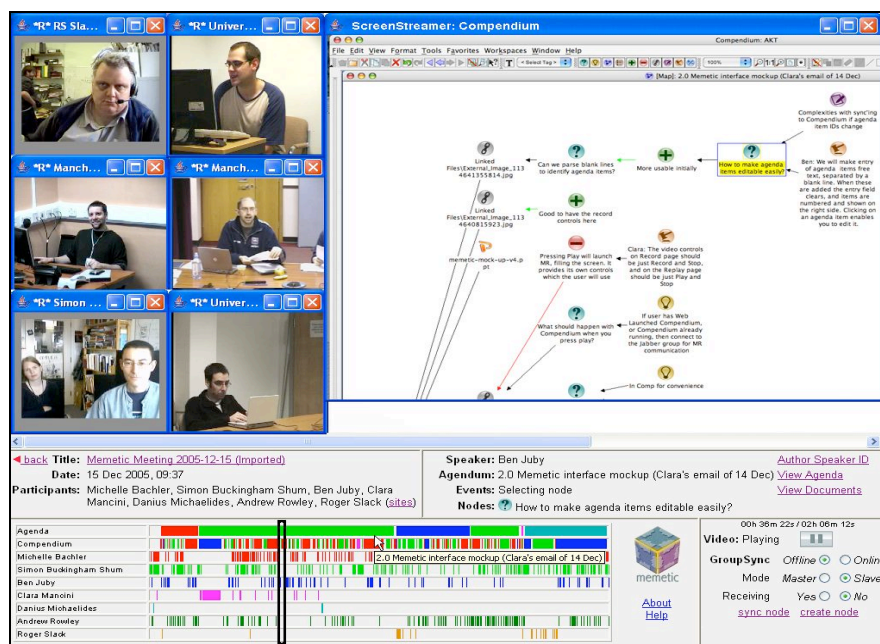 *R* RS Sla...
*R* Univer...
ScreenStreamer: Compendium
Compendium: AKT
File Edit View Format Tools Favorites Workspaces Window Help
< Select Tag >
100%
[Map]: 2.0 Memetic interface mockup (Clara's email of 14 Dec)
Complexities with sync'ing
to Compendium if agenda
item IDs change
Linked
Files\External_Image_113
4641355814.jpg
Can we parse blank lines
to identify agenda items?
More usable initially
How to make agenda
items editable easily?
Ben: We will make entry
of agenda items free
text, separated by a
blank line. When these
are added the entry field
clears, and items are
numbered and shown on
the right side. Clicking on
an agenda item enables
you to edit it.
*R* Manch...
*R* Manch...
Linked
Files\External_Image_113
4640815923.jpg
Good to have the record
controls here
memetic-mock-up-v4.p
pt
Pressing Play will launch
MR, filling the screen. It
provides its own controls
which the user will use
Clara: The video controls
on Record page should
be just Record and Stop,
and on the Replay page
should be just Play and
Stop
*R* Simon ...
*R* Univer...
What should happen with
Compendium when you
press play?
If user has Web
Launched Compendium,
or Compendium already
running, then connect to
the Jabber group for MR
communication
In Comp for convenience
back Title: Memetic Meeting 2005-12-15 (Imported)
Date: 15 Dec 2005, 09:37
Participants: Michelle Bachler, Simon Buckingham Shum, Ben Juby, Clara
Mancini, Danius Michaelides, Andrew Rowley, Roger Slack (sites)
Speaker: Ben Juby
Author Speaker ID
Agendum: 2.0 Memetic interface mockup (Clara's email of 14 Dec)
View Agenda
Events: Selecting node
View Documents
Nodes: How to make agenda items editable easily?
Agenda
Compendium
Michelle Bachler
2.0 Memetic interface mockup (Clara's email of 14 Dec)
Simon Buckingham Shum
Ben Juby
Clara Mancini
Danius Michaelides
Andrew Rowley
Roger Slack
memetic
About
Help
00h 36m 22s/ 02h 06m 12s
Video: Playing
GroupSync Offline Onlin
Mode Master Slave
Receiving Yes No
sync node create node